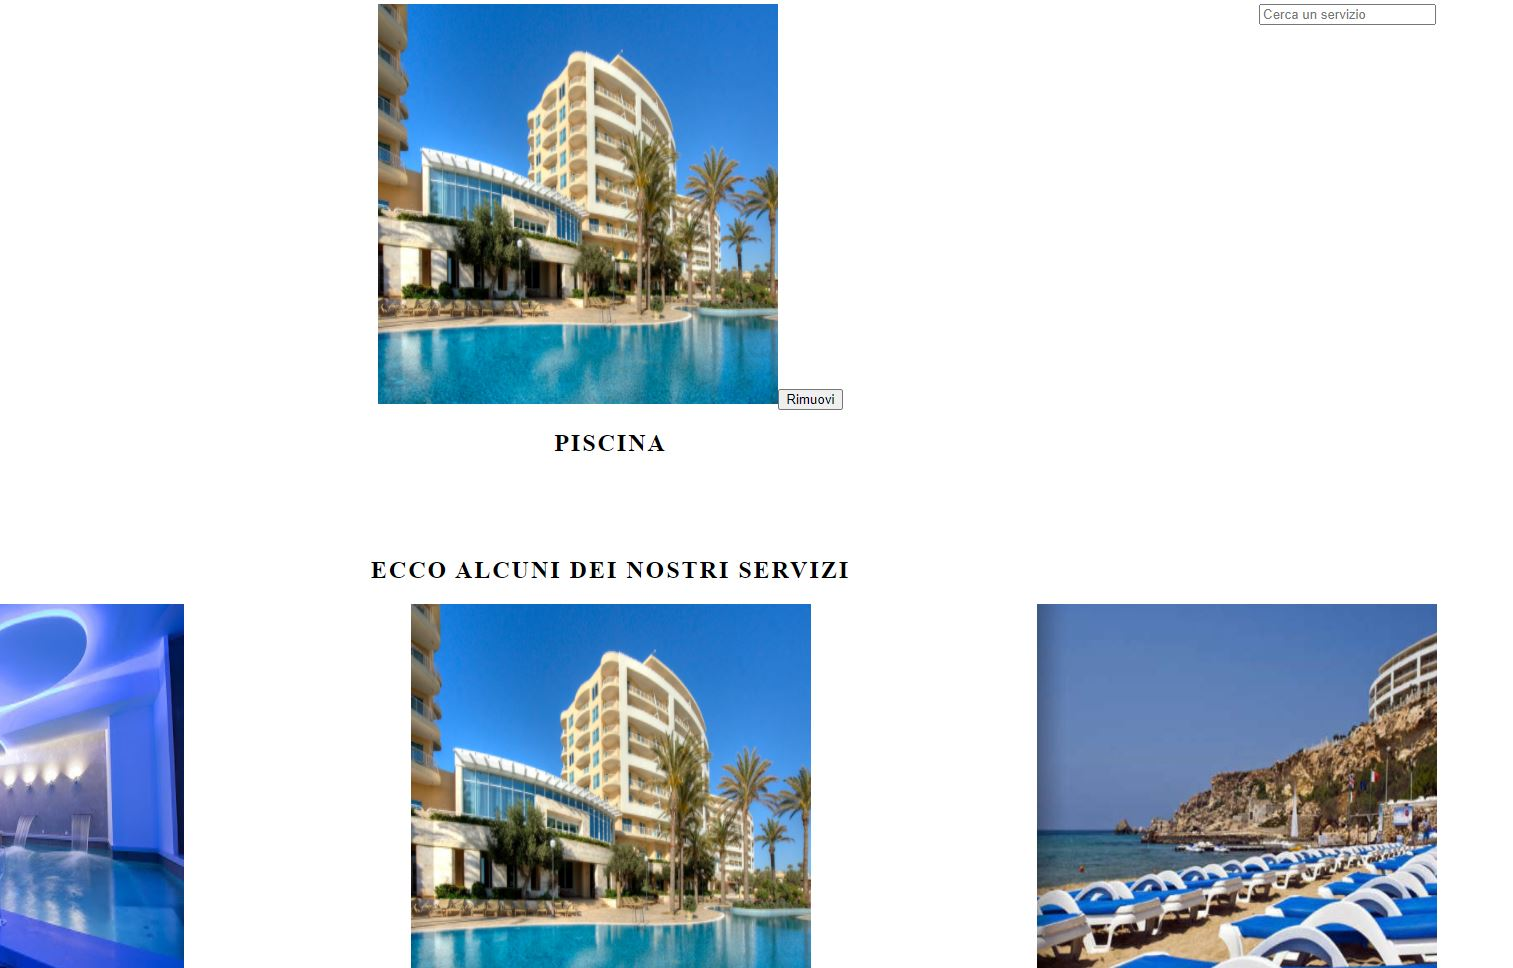 Cerca un servizio
Rimuovi
PISCINA
ECCO ALCUNI DEI NOSTRI SERVIZI